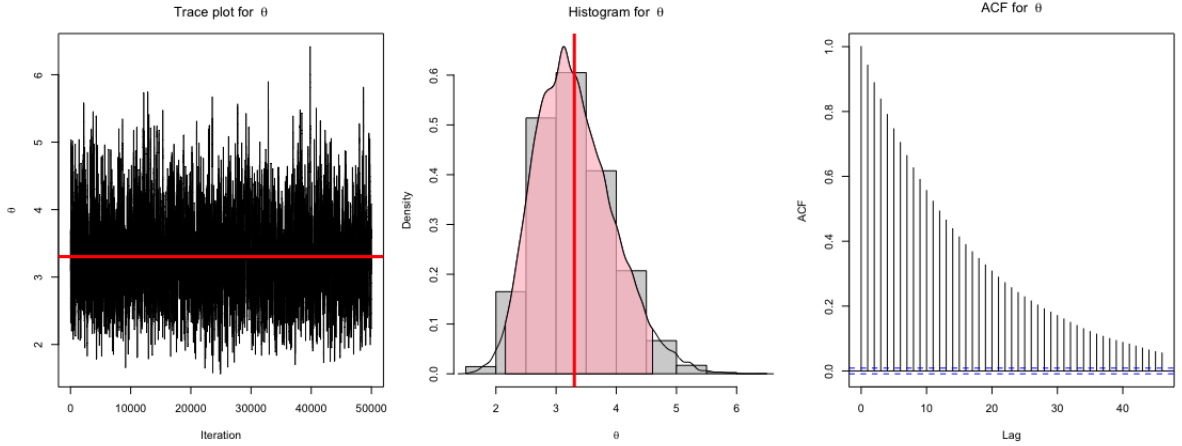 Trace plot for θ
θ
6
5
4
3
2
0 10000 20000 30000 40000 50000
Iteration
Histogram for θ
Density
0.6
0.5
0.4
0.3
0.2
0.1
0.0
2 3 4 5 6
θ
ACF for θ
ACF
1.0
0.8
0.6
0.4
0.2
0.0
0 10 20 30 40
Lag